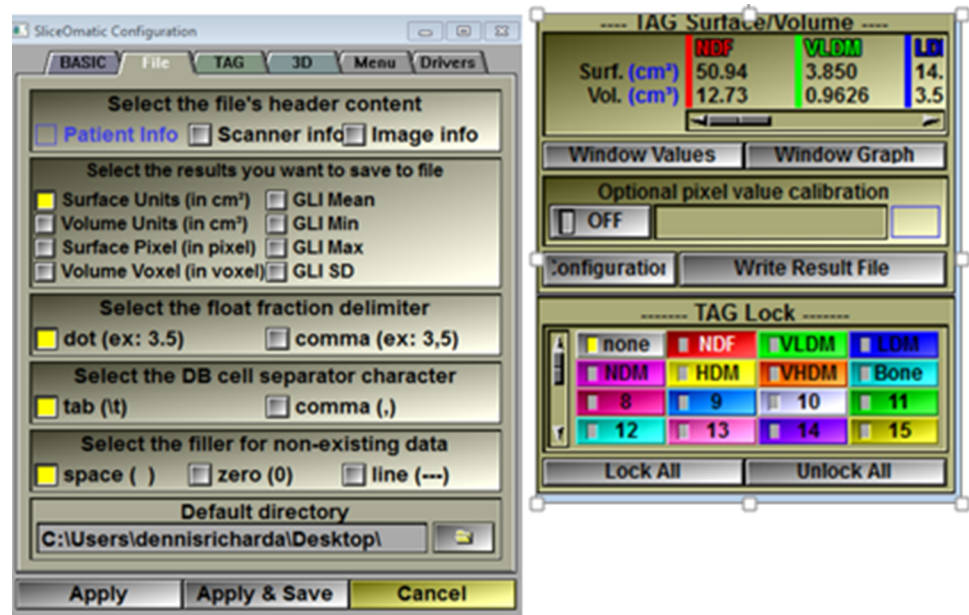 SliceOmatic Configuration
BASIC File TAG 3D Menu Drivers
Select the file's header content
Patient Info Scanner info Image info
Select the results you want to save to file
Surface Units (in cm²) GLI Mean
Volume Units (in cm³) GLI Min
Surface Pixel (in pixel) GLI Max
Volume Voxel (in voxel) GLI SD
Select the float fraction delimiter
dot (ex: 3.5) comma (ex: 3,5)
Select the DB cell separator character
tab (\t) comma (,)
Select the filler for non-existing data
space ( ) zero (0) line (---)
Default directory
C:\Users\dennisricharda\Desktop\
Apply Apply & Save Cancel
---- TAG Surface/Volume ----
NDF VLDM LD
Surf. (cm²) 50.94 3.850 14.
Vol. (cm³) 12.73 0.9626 3.5
Window Values Window Graph
Optional pixel value calibration
OFF
Configuration Write Result File
------- TAG Lock -------
none NDF VLDM LDM
NDM HDM VHDM Bone
8 9 10 11
12 13 14 15
Lock All Unlock All